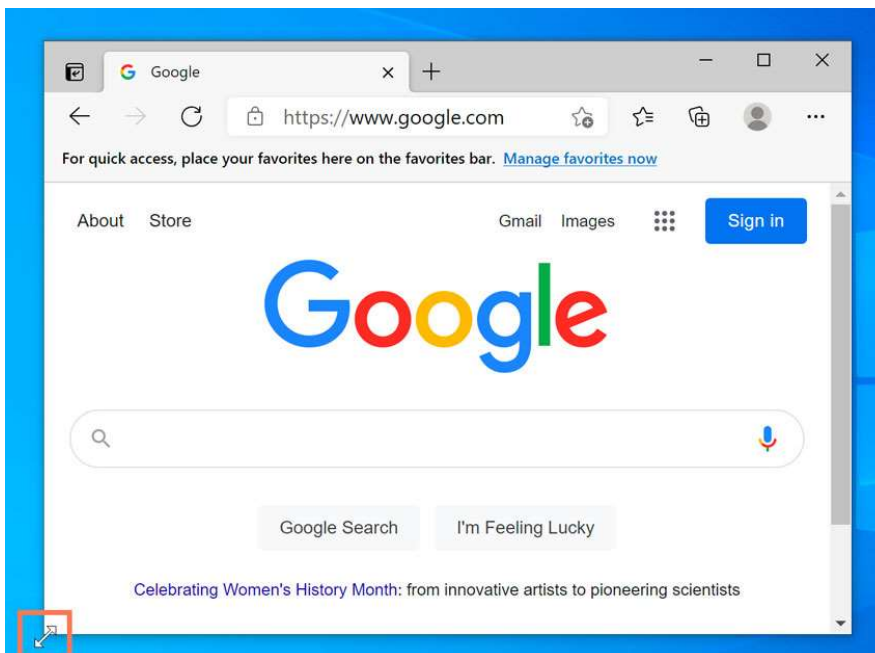 Google
https://www.google.com
For quick access, place your favorites here on the favorites bar. Manage favorites now
About Store Gmail Images Sign in
Google
Google Search I'm Feeling Lucky
Celebrating Women's History Month: from innovative artists to pioneering scientists